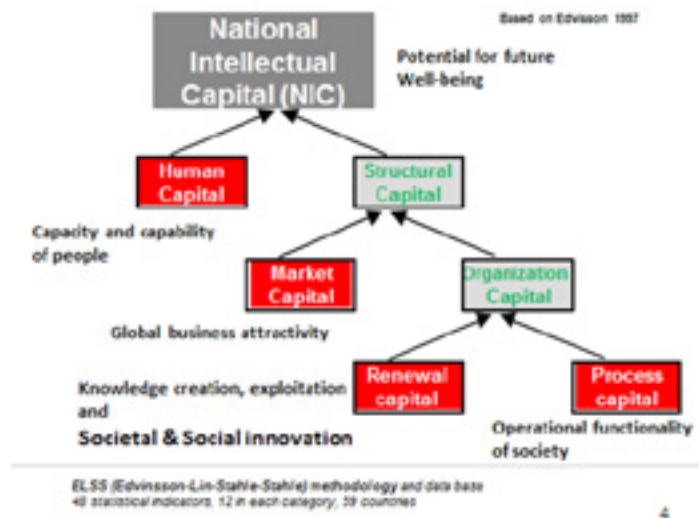 Based on Edvisson 1997
National
Intellectual
Capital (NIC)
Potential for future
Well-being
Human
Capital
Structural
Capital
Capacity and capability
of people
Market
Capital
Organization
Capital
Global business attractivity
Renewal
capital
Process
capital
Knowledge creation, exploitation
and
Societal & Social innovation
Operational functionality
of society
ELSS (Edvinsson-Lin-Stahle-Stahle) methodology and data base
48 statistical indicators, 12 in each category, 59 countries
4